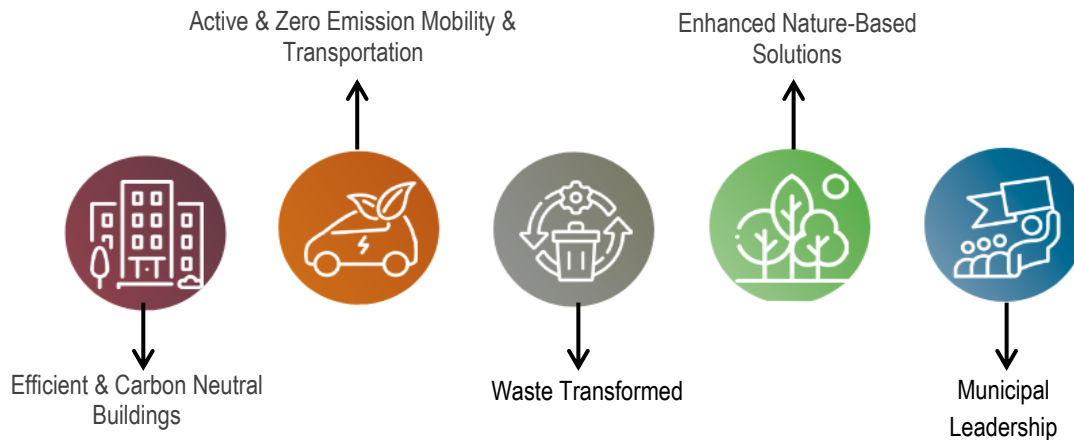 Active & Zero Emission Mobility &
Transportation
Enhanced Nature-Based
Solutions
Efficient & Carbon Neutral
Buildings
Waste Transformed
Municipal
Leadership